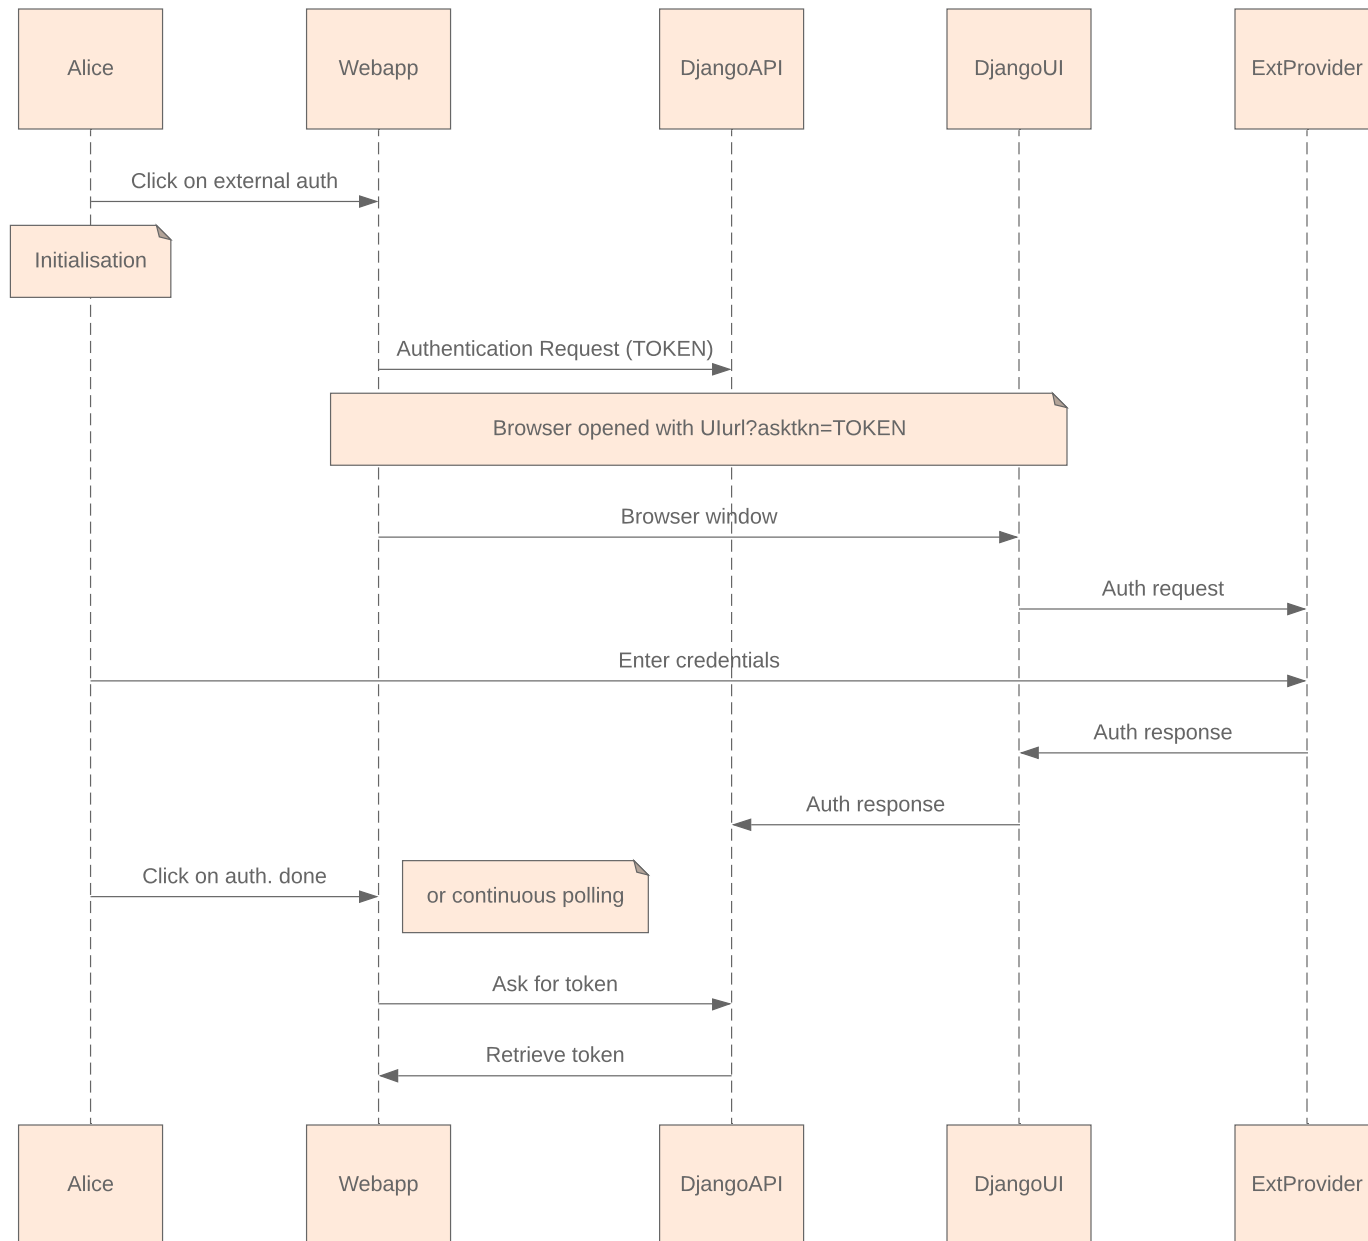 Alice
Webapp
DjangoAPI
DjangoUI
ExtProvider
Click on external auth
Initialisation
Authentication Request (TOKEN)
Browser opened with UIurl?asktkn=TOKEN
Browser window
Auth request
Enter credentials
Auth response
Auth response
Click on auth. done
or continuous polling
Ask for token
Retrieve token
Alice
Webapp
DjangoAPI
DjangoUI
ExtProvider